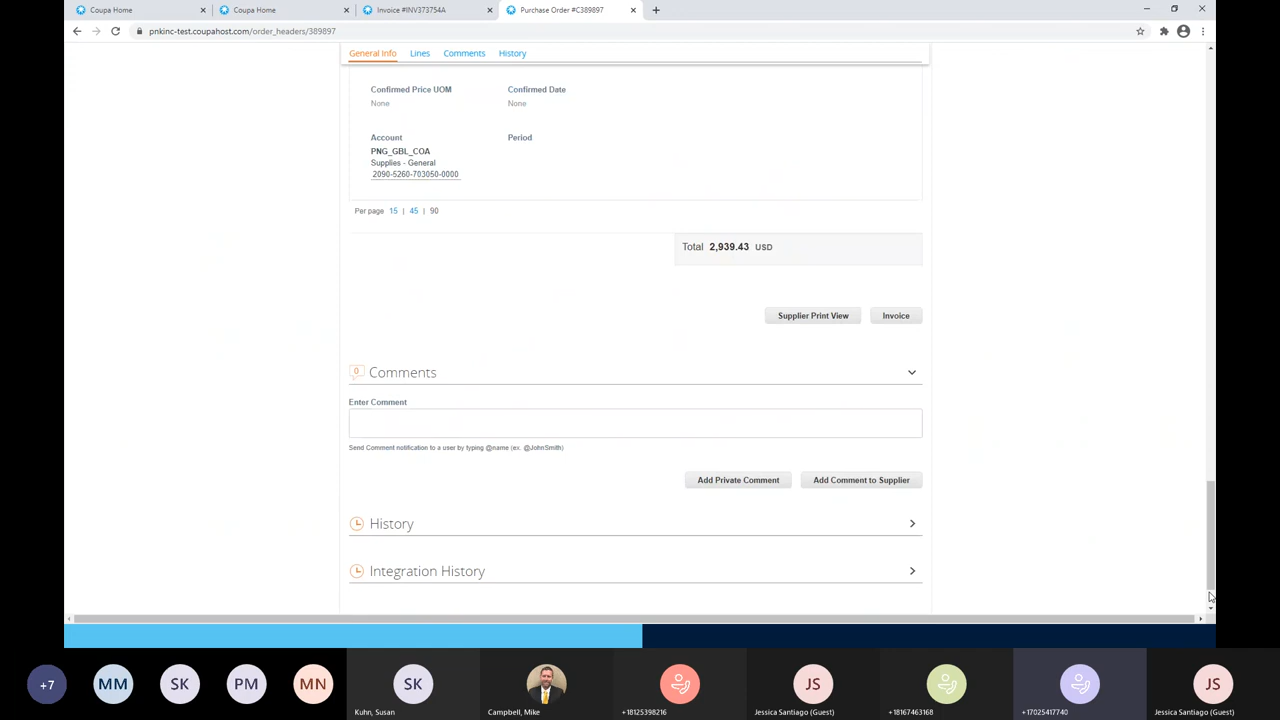 Coupa Home
Coupa Home
Invoice #INV373754A
Purchase Order #C389897
pnkinc-test.coupahost.com/order_headers/389897
General Info
Lines
Comments
History
Confirmed Price UOM
Confirmed Date
None
None
Account
Period
PNG_GBL_COA
Supplies - General
2090-5260-703050-0000
Per page 15 | 45 | 90
Total 2,939.43 USD
Supplier Print View
Invoice
0 Comments
Enter Comment
Send Comment notification to a user by typing @name (ex. @JohnSmith)
Add Private Comment
Add Comment to Supplier
History
Integration History
+7
MM
SK
PM
MN
SK
JS
JS
Kuhn, Susan
Campbell, Mike
+18125398216
Jessica Santiago (Guest)
+18167463168
+17025417740
Jessica Santiago (Guest)